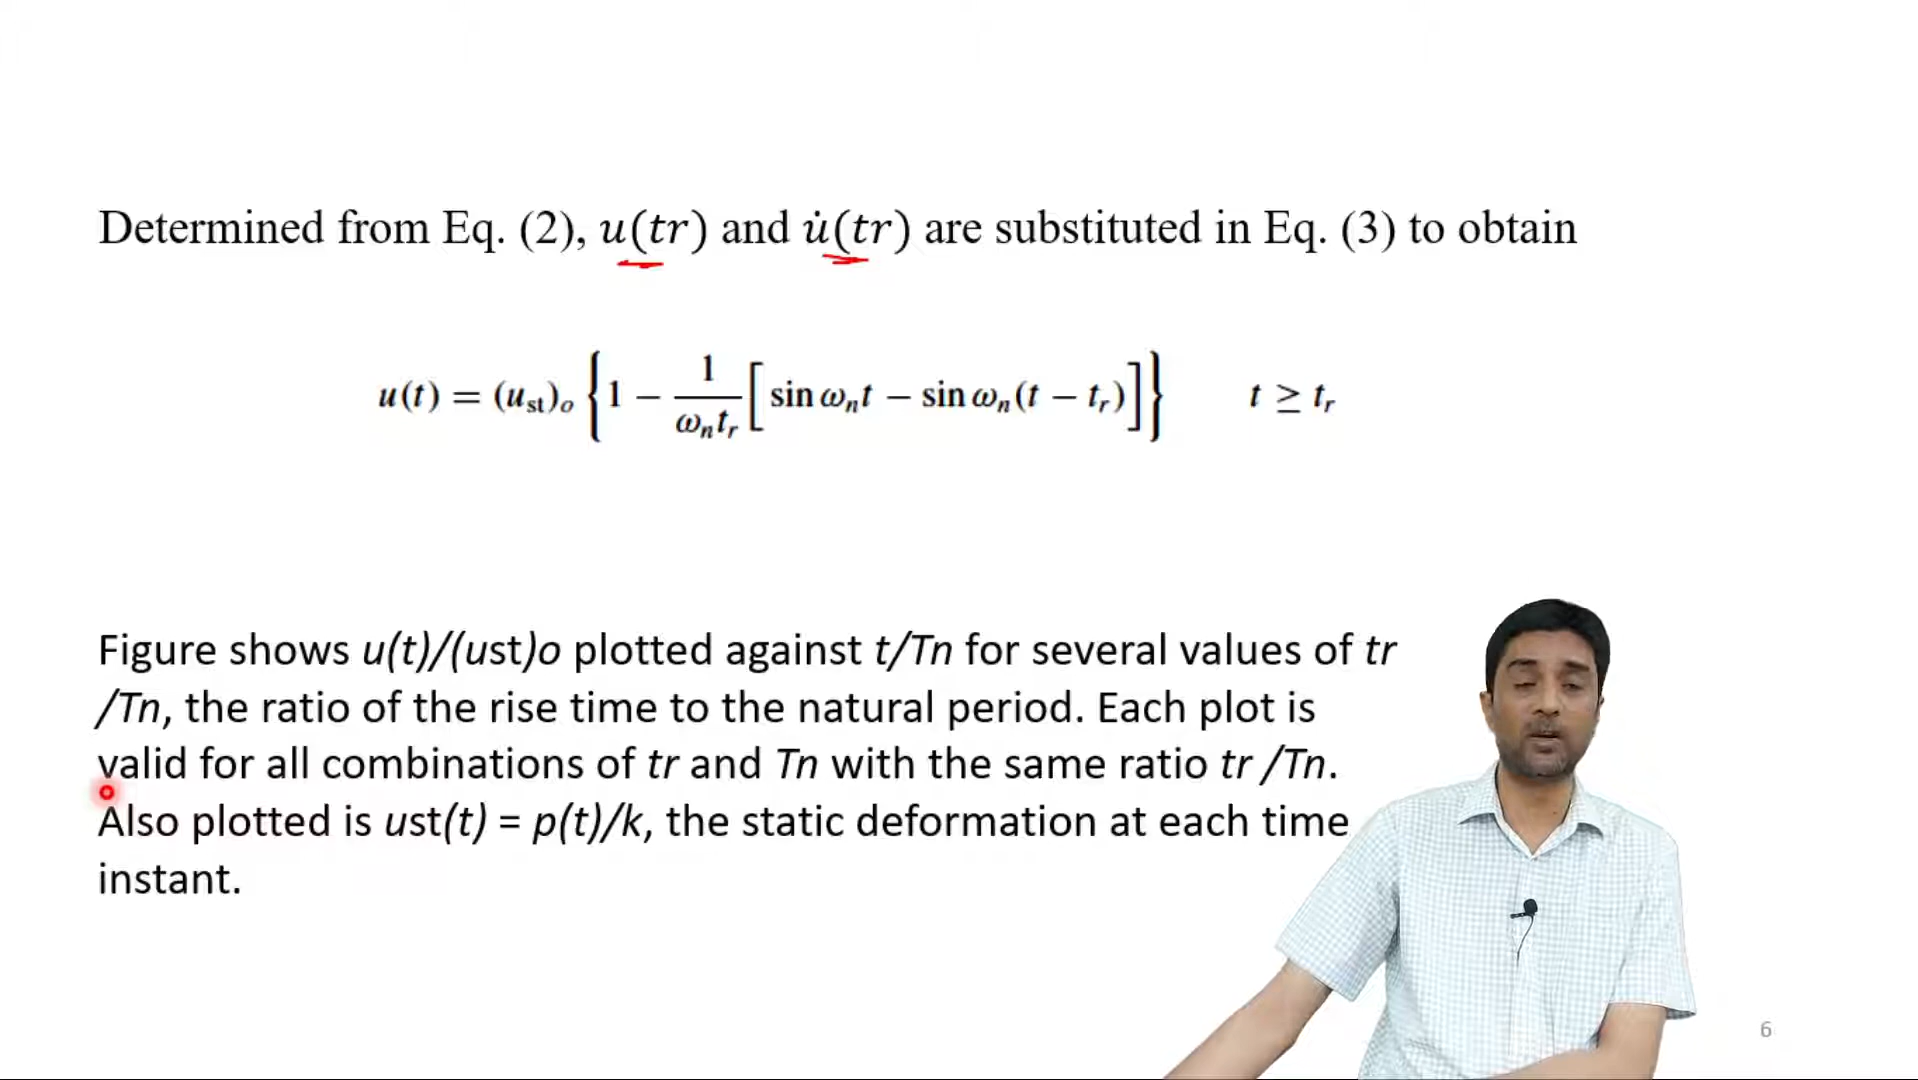 Determined from Eq. (2), u(tr) and u̇(tr) are substituted in Eq. (3) to obtain
u(t) = (u_st)_o {1 − 1/(ω_n t_r) [sin ω_n t − sin ω_n (t − t_r)]}   t ≥ t_r
Figure shows u(t)/(ust)o plotted against t/Tn for several values of tr
/Tn, the ratio of the rise time to the natural period. Each plot is
valid for all combinations of tr and Tn with the same ratio tr /Tn.
Also plotted is ust(t) = p(t)/k, the static deformation at each time
instant.
6